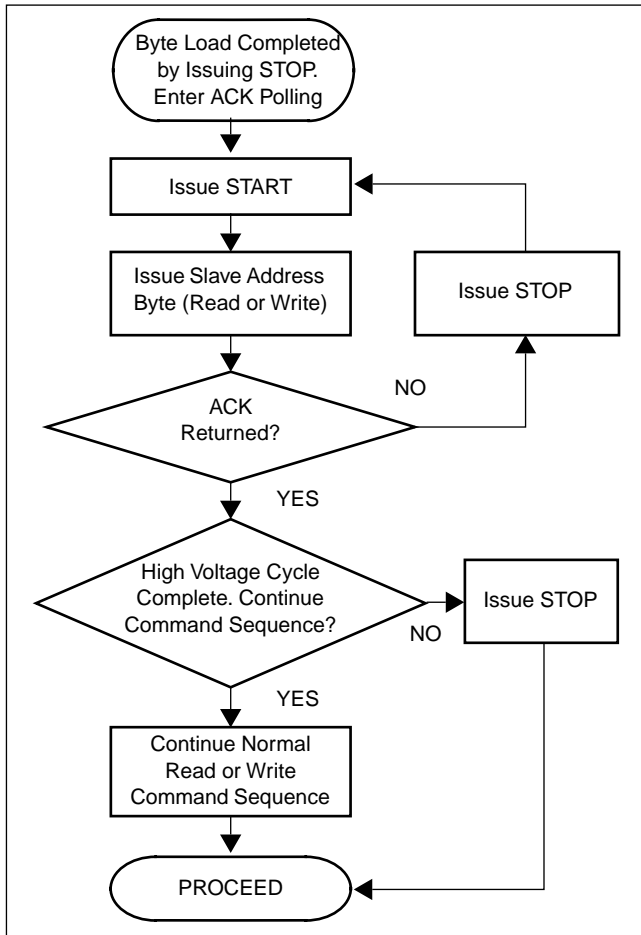 Byte Load Completed
by Issuing STOP.
Enter ACK Polling
Issue START
Issue Slave Address
Byte (Read or Write)
Issue STOP
ACK
Returned?
NO
YES
High Voltage Cycle
Complete. Continue
Command Sequence?
Issue STOP
NO
YES
Continue Normal
Read or Write
Command Sequence
PROCEED